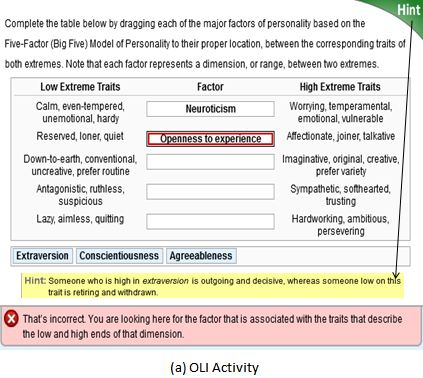 Hint
Complete the table below by dragging each of the major factors of personality based on the
Five-Factor (Big Five) Model of Personality to their proper location, between the corresponding traits of
both extremes. Note that each factor represents a dimension, or range, between two extremes.
Low Extreme Traits Factor High Extreme Traits
Calm, even-tempered, Neuroticism Worrying, temperamental,
unemotional, hardy emotional, vulnerable
Reserved, loner, quiet Openness to experience Affectionate, joiner, talkative
Down-to-earth, conventional, Imaginative, original, creative,
uncreative, prefer routine prefer variety
Antagonistic, ruthless, Sympathetic, softhearted,
suspicious trusting
Lazy, aimless, quitting Hardworking, ambitious,
persevering
Extraversion Conscientiousness Agreeableness
Hint: Someone who is high in extraversion is outgoing and decisive, whereas someone low on this
trait is retiring and withdrawn.
That's incorrect. You are looking here for the factor that is associated with the traits that describe
the low and high ends of that dimension.
(a) OLI Activity